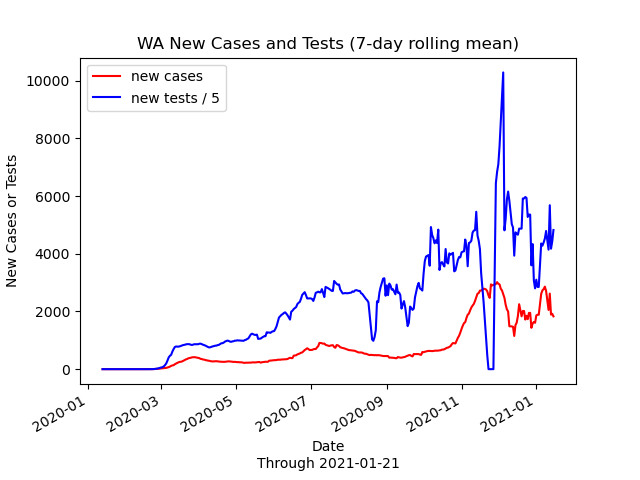 WA New Cases and Tests (7-day rolling mean)
new cases
new tests / 5
New Cases or Tests
10000
8000
6000
4000
2000
0
2020-01
2020-03
2020-05
2020-07
2020-09
2020-11
2021-01
Date
Through 2021-01-21